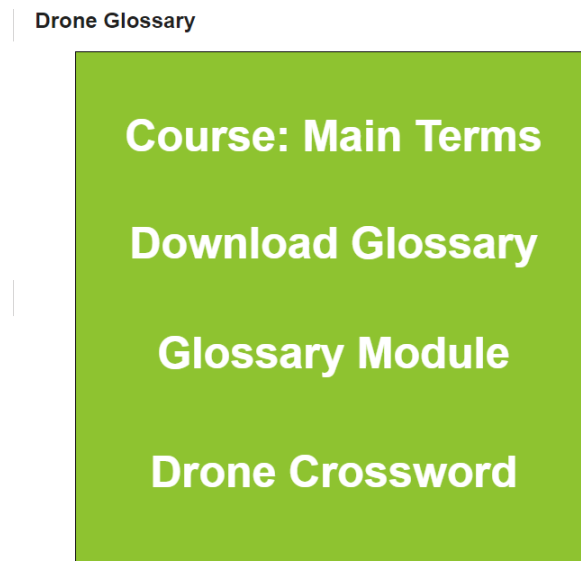 Drone Glossary
Course: Main Terms
Download Glossary
Glossary Module
Drone Crossword